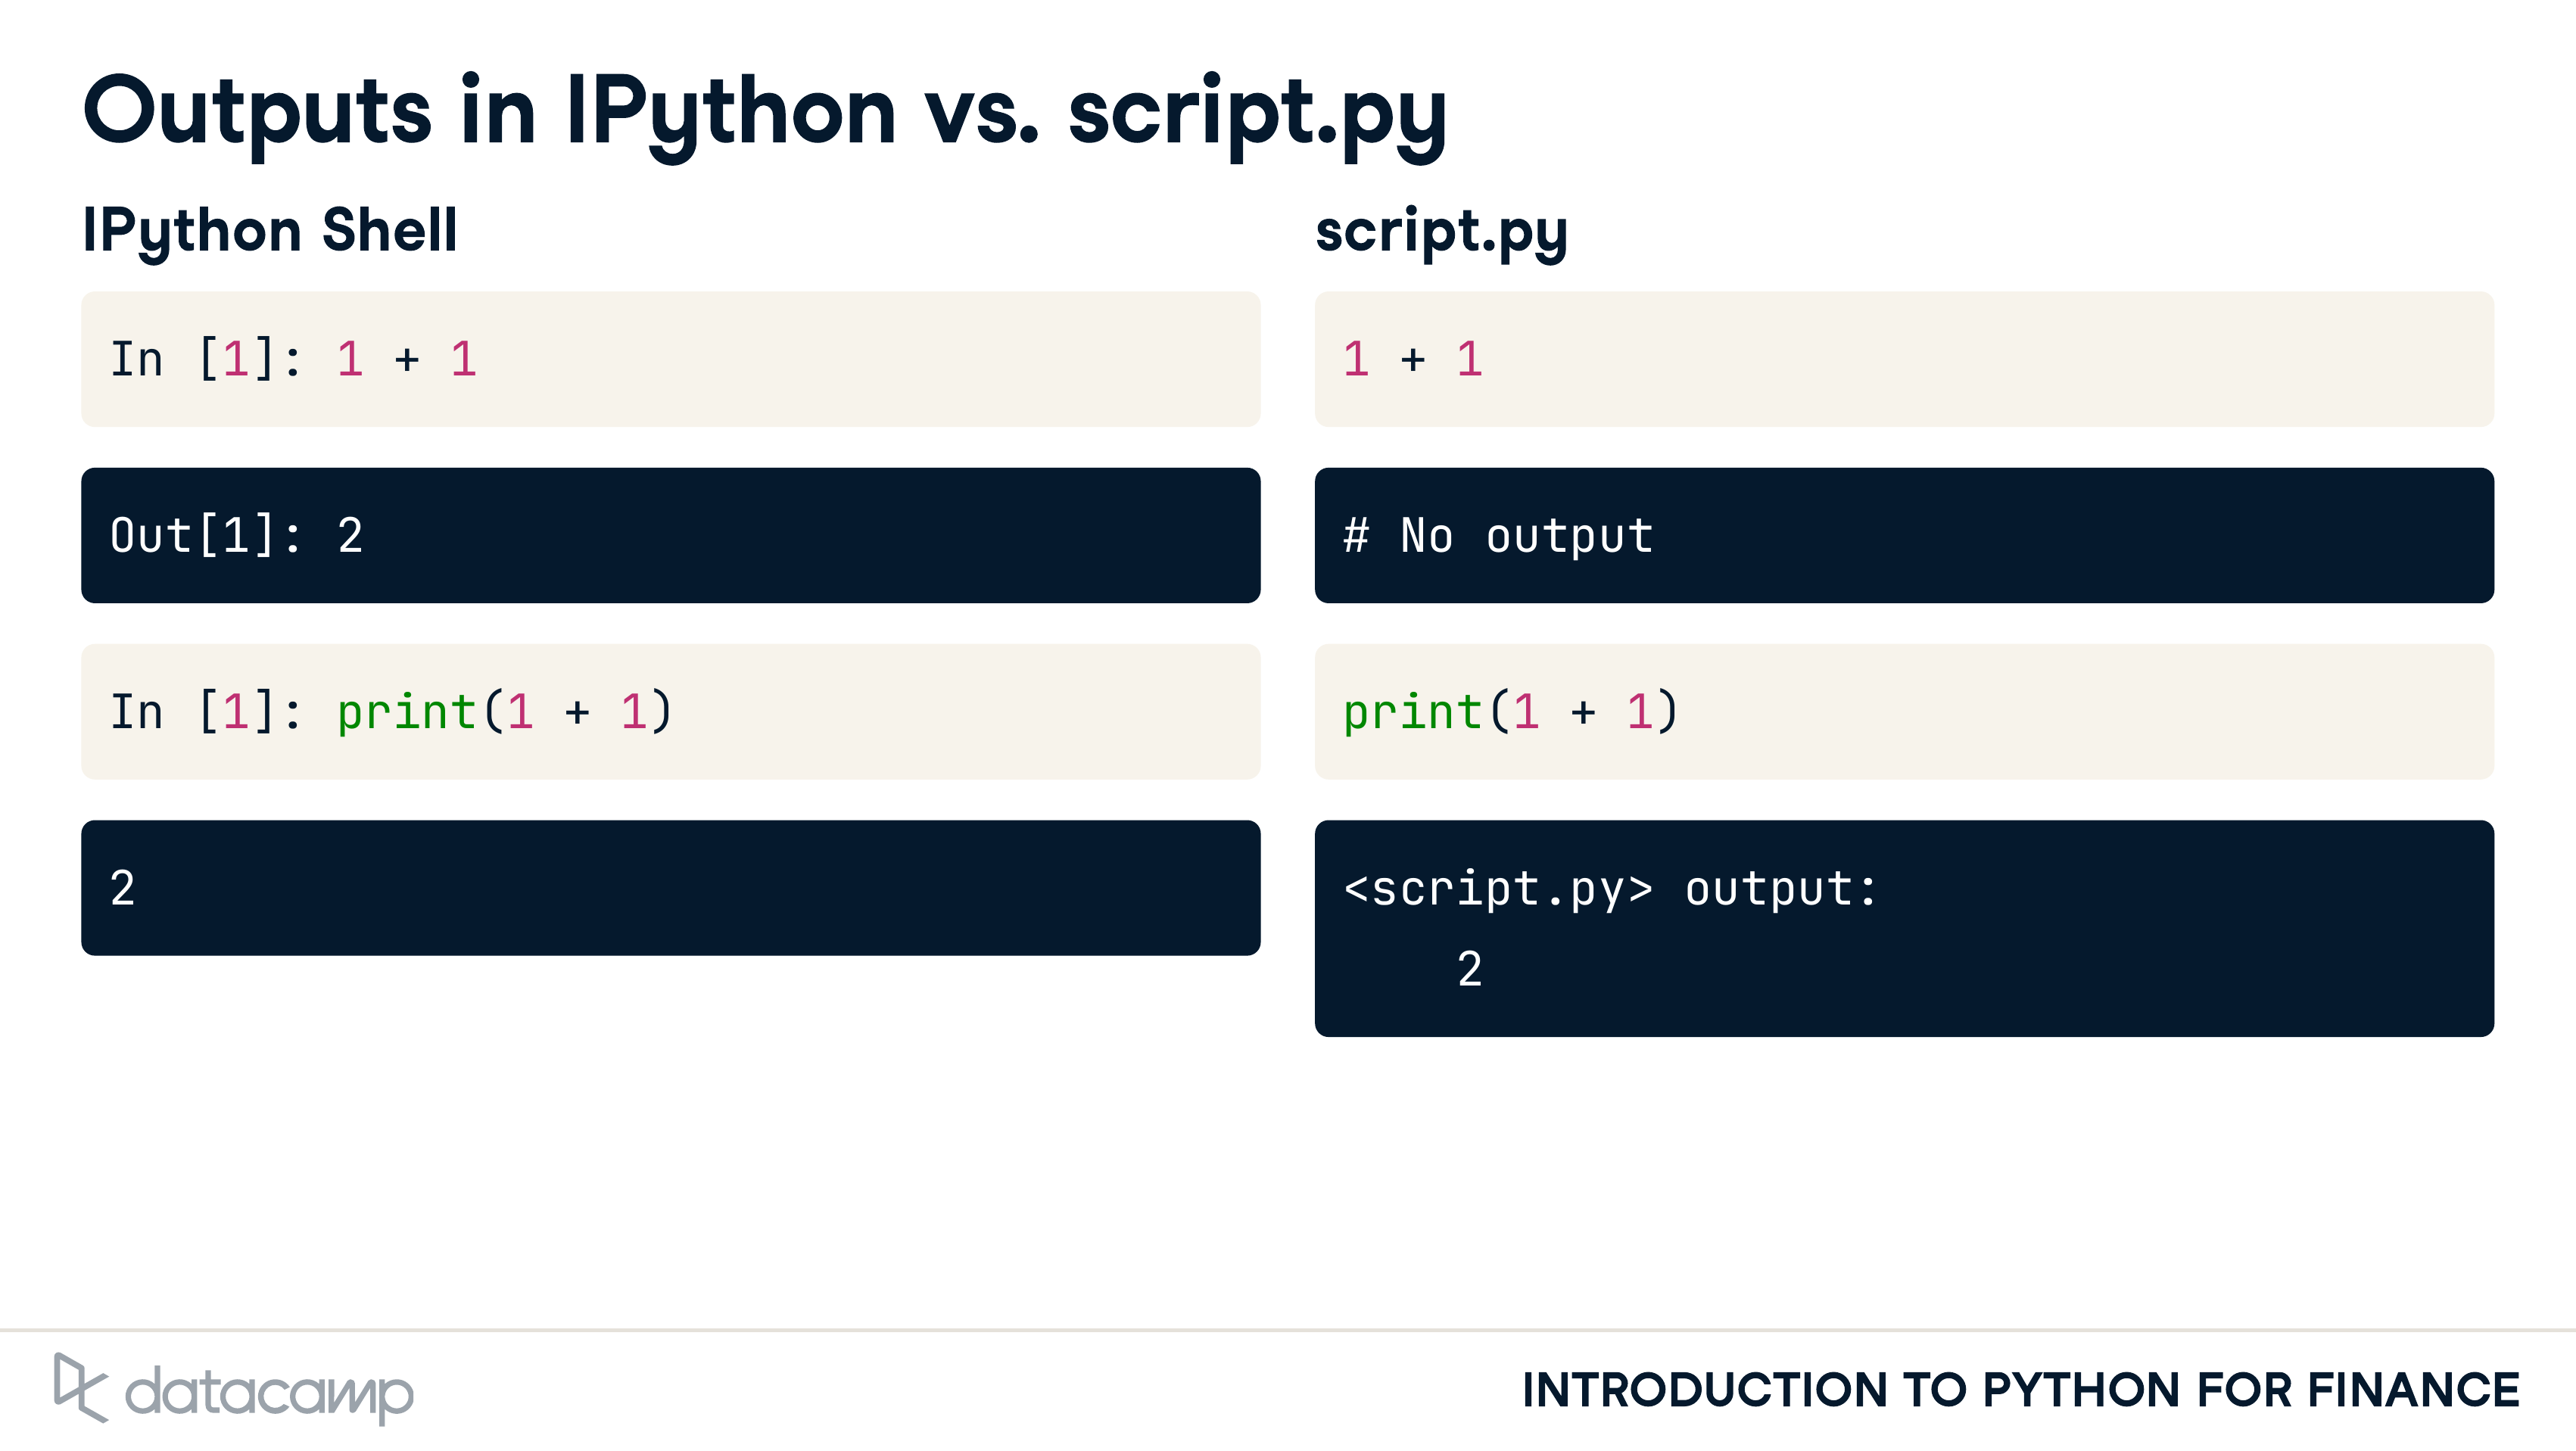 Outputs in IPython vs. script.py
IPython Shell
In [1]: 1 + 1
Out[1]: 2
In [1]: print(1 + 1)
2
script.py
1 + 1
# No output
print(1 + 1)
<script.py> output:
    2
datacamp
INTRODUCTION TO PYTHON FOR FINANCE